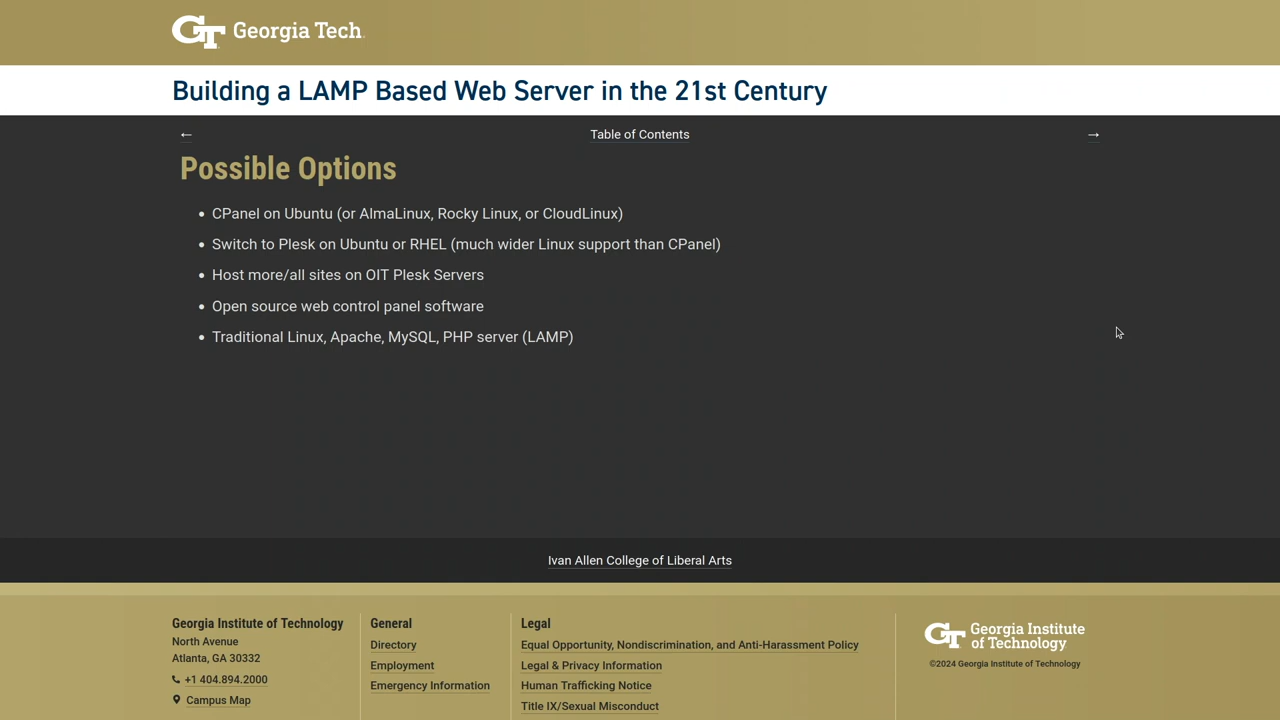 GT Georgia Tech.
Building a LAMP Based Web Server in the 21st Century
← Table of Contents →
Possible Options
• CPanel on Ubuntu (or AlmaLinux, Rocky Linux, or CloudLinux)
• Switch to Plesk on Ubuntu or RHEL (much wider Linux support than CPanel)
• Host more/all sites on OIT Plesk Servers
• Open source web control panel software
• Traditional Linux, Apache, MySQL, PHP server (LAMP)
Ivan Allen College of Liberal Arts
Georgia Institute of Technology
North Avenue
Atlanta, GA 30332
+1 404.894.2000
Campus Map
General
Directory
Employment
Emergency Information
Legal
Equal Opportunity, Nondiscrimination, and Anti-Harassment Policy
Legal & Privacy Information
Human Trafficking Notice
Title IX/Sexual Misconduct
GT Georgia Institute
of Technology
©2024 Georgia Institute of Technology